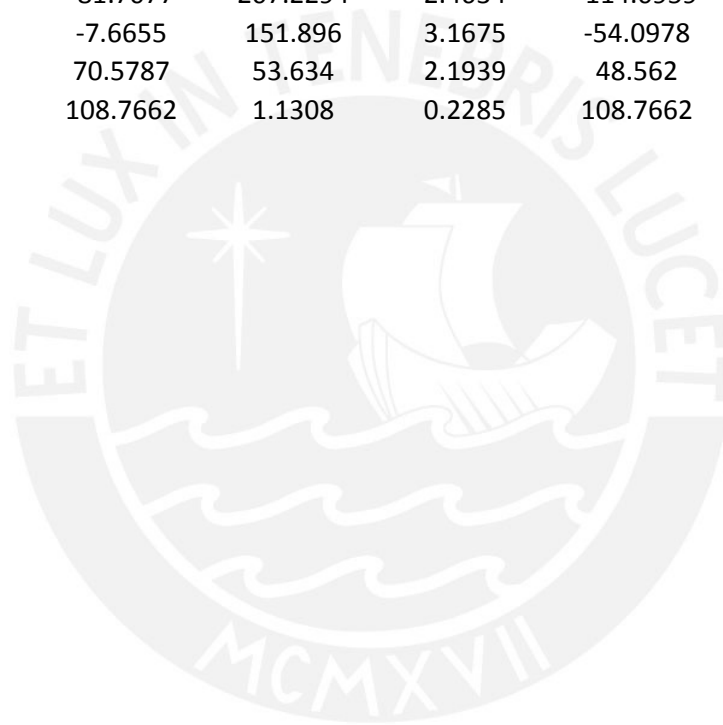 -7.6655 151.896 3.1675 -54.0978
70.5787 53.634 2.1939 48.562
108.7662 1.1308 0.2285 108.7662
ET LUX IN TENEBRIS LUCET
MCMXVII